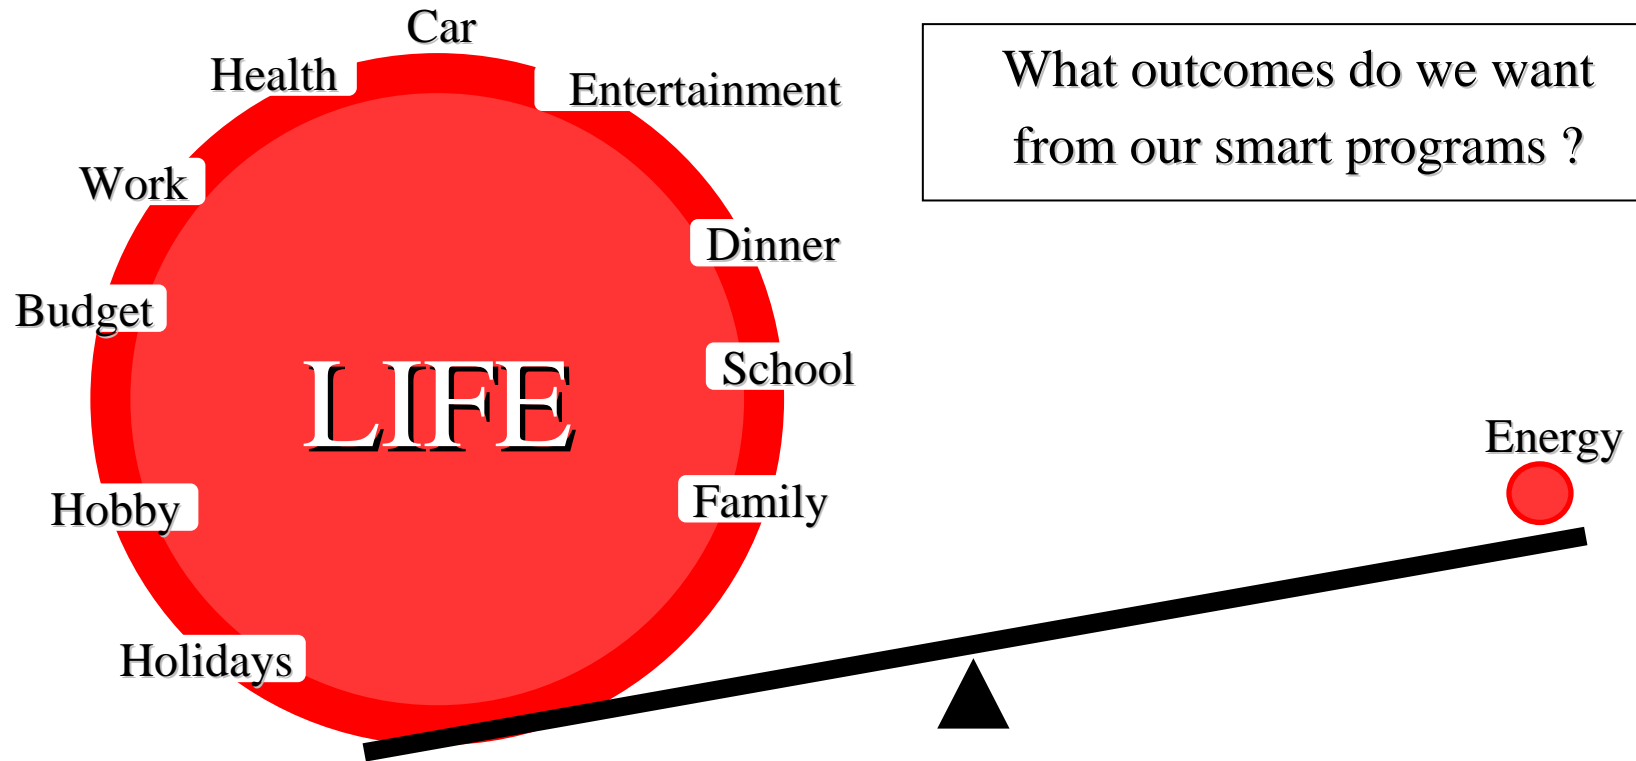 Car
Health
Entertainment
What outcomes do we want
from our smart programs ?
Work
Dinner
Budget
School
LIFE
Energy
Hobby
Family
Holidays